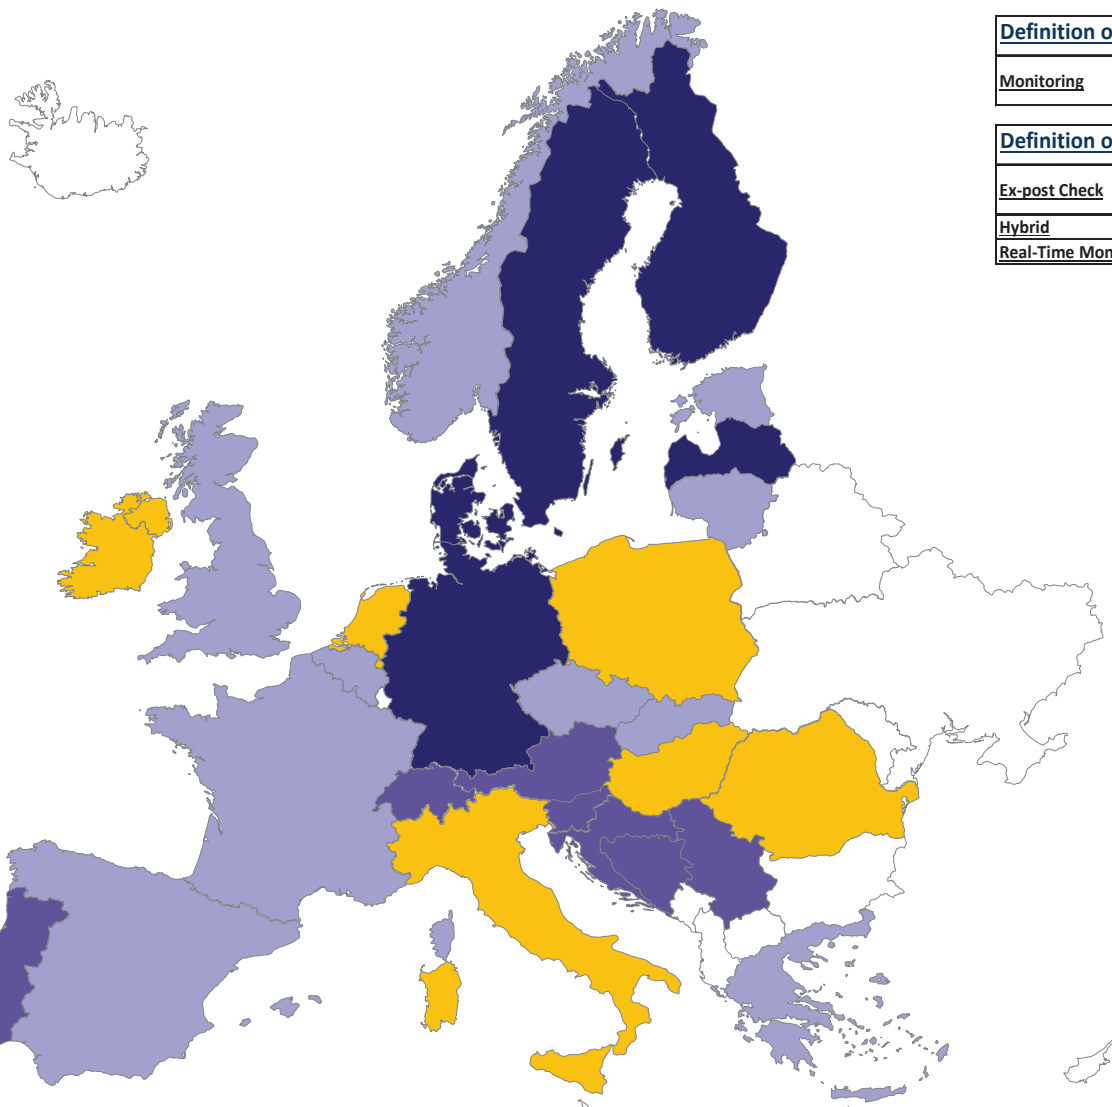 Definition o
Monitoring
Definition o
Ex-post Check
Hybrid
Real-Time Mon